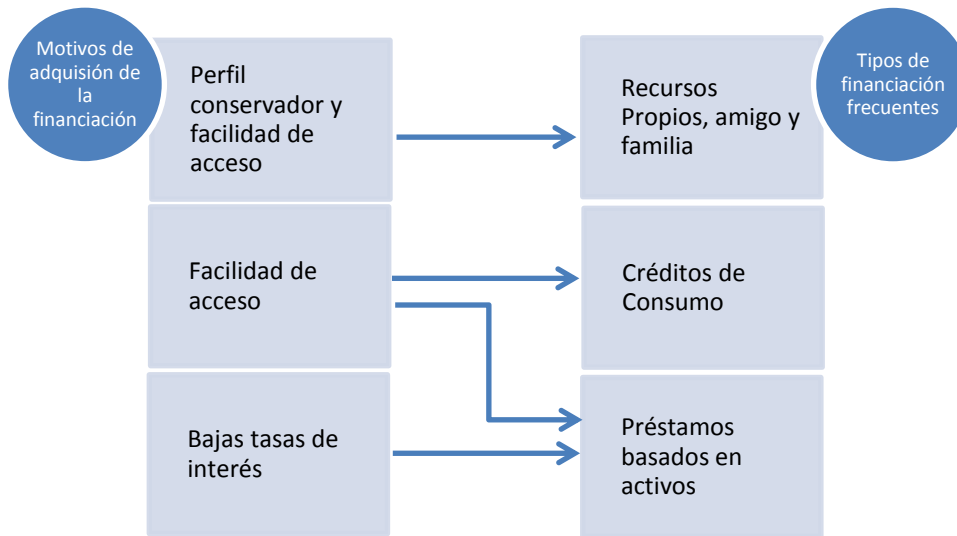 Motivos de
adquisión de
la
financiación
Perfil
conservador y
facilidad de
acceso
Recursos
Propios, amigo y
familia
Tipos de
financiación
frecuentes
Facilidad de
acceso
Créditos de
Consumo
Bajas tasas de
interés
Préstamos
basados en
activos